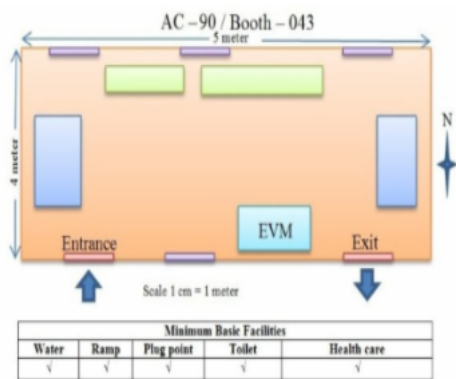 AC –90 / Booth – 043
5 meter
4 meter
N
EVM
Entrance
Exit
Scale 1 cm = 1 meter
Minimum Basic Facilities
Water Ramp Plug point Toilet Health care
√ √ √ √ √